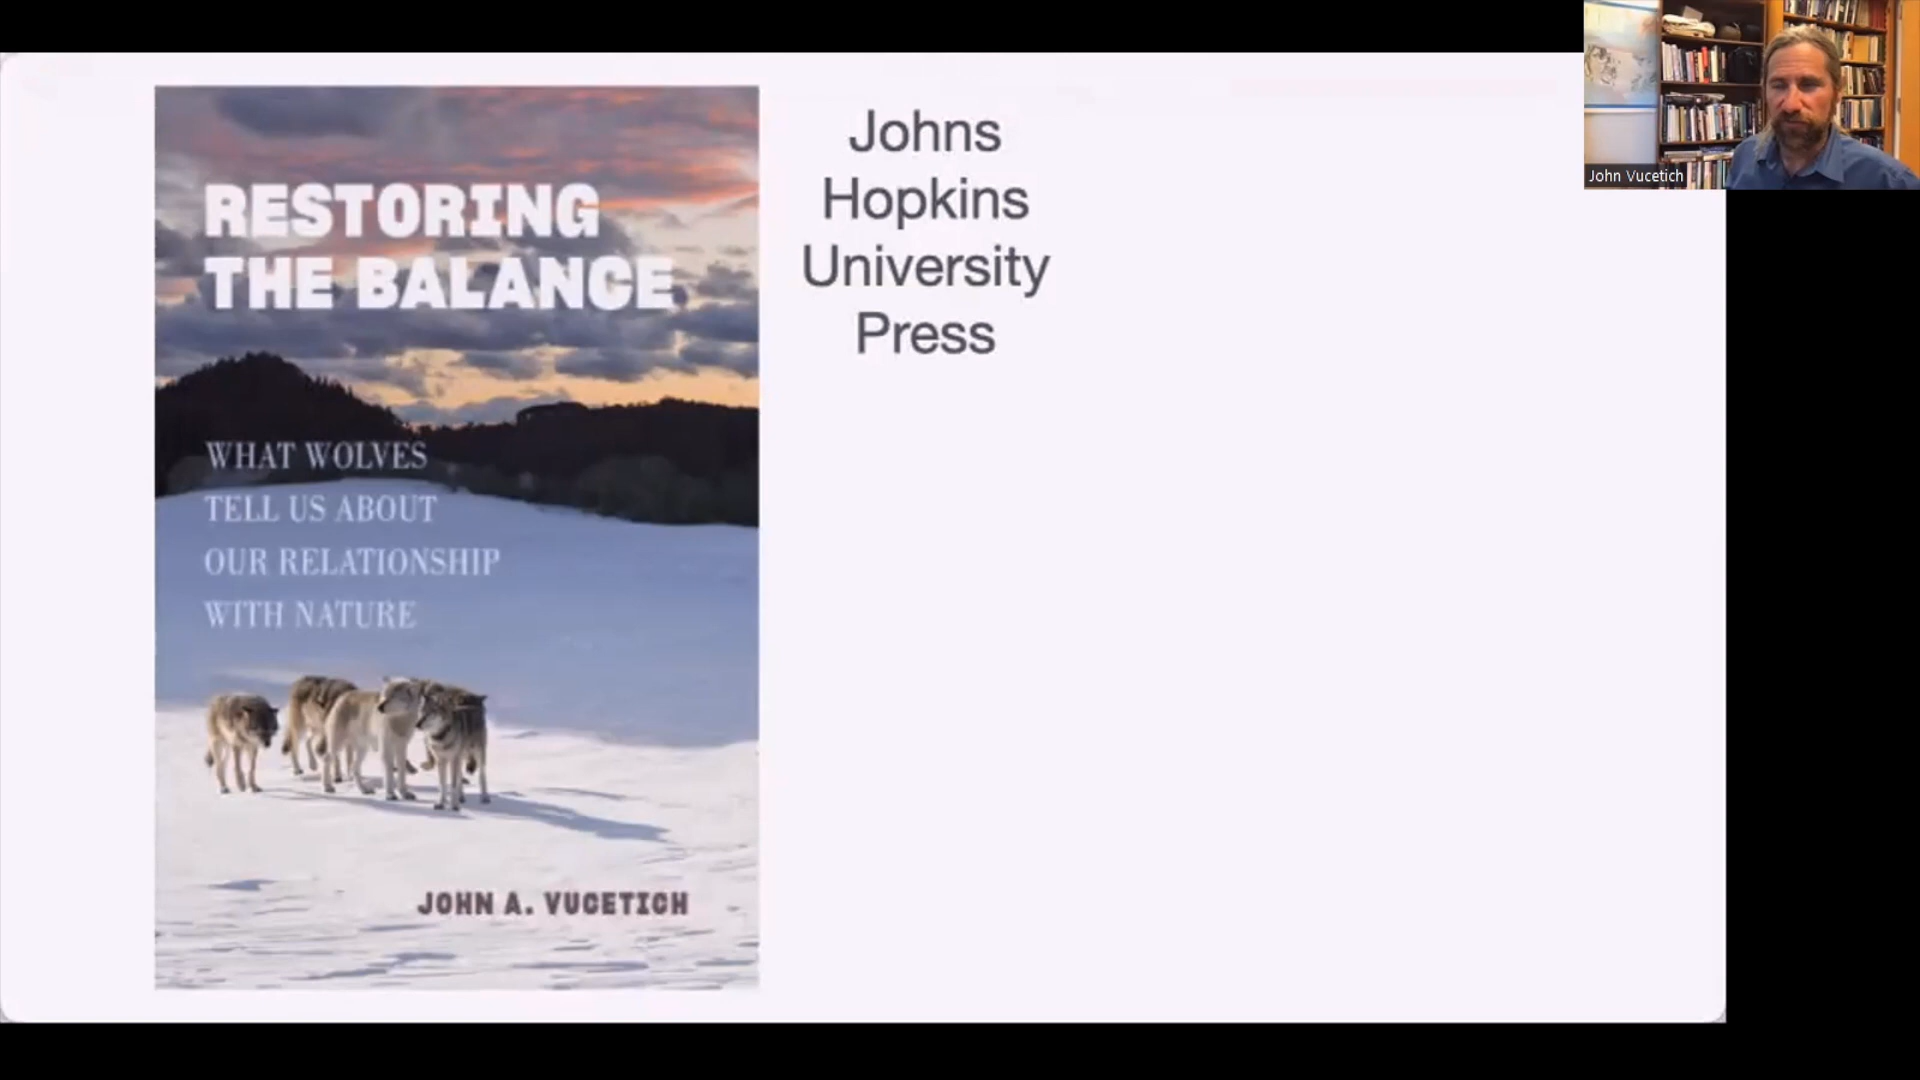 RESTORING
THE BALANCE
WHAT WOLVES
TELL US ABOUT
OUR RELATIONSHIP
WITH NATURE
JOHN A. VUCETICH
Johns
Hopkins
University
Press
John Vucetich